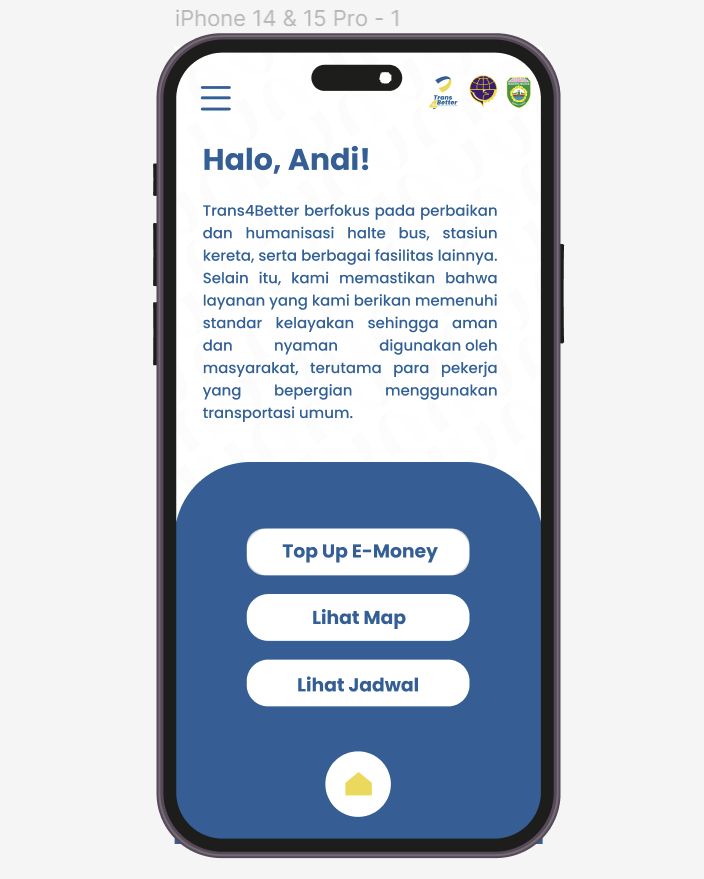 iPhone 14 & 15 Pro - 1
Trans
4Better
Halo, Andi!
Trans4Better berfokus pada perbaikan
dan humanisasi halte bus, stasiun
kereta, serta berbagai fasilitas lainnya.
Selain itu, kami memastikan bahwa
layanan yang kami berikan memenuhi
standar kelayakan sehingga aman
dan nyaman digunakan oleh
masyarakat, terutama para pekerja
yang bepergian menggunakan
transportasi umum.
Top Up E-Money
Lihat Map
Lihat Jadwal